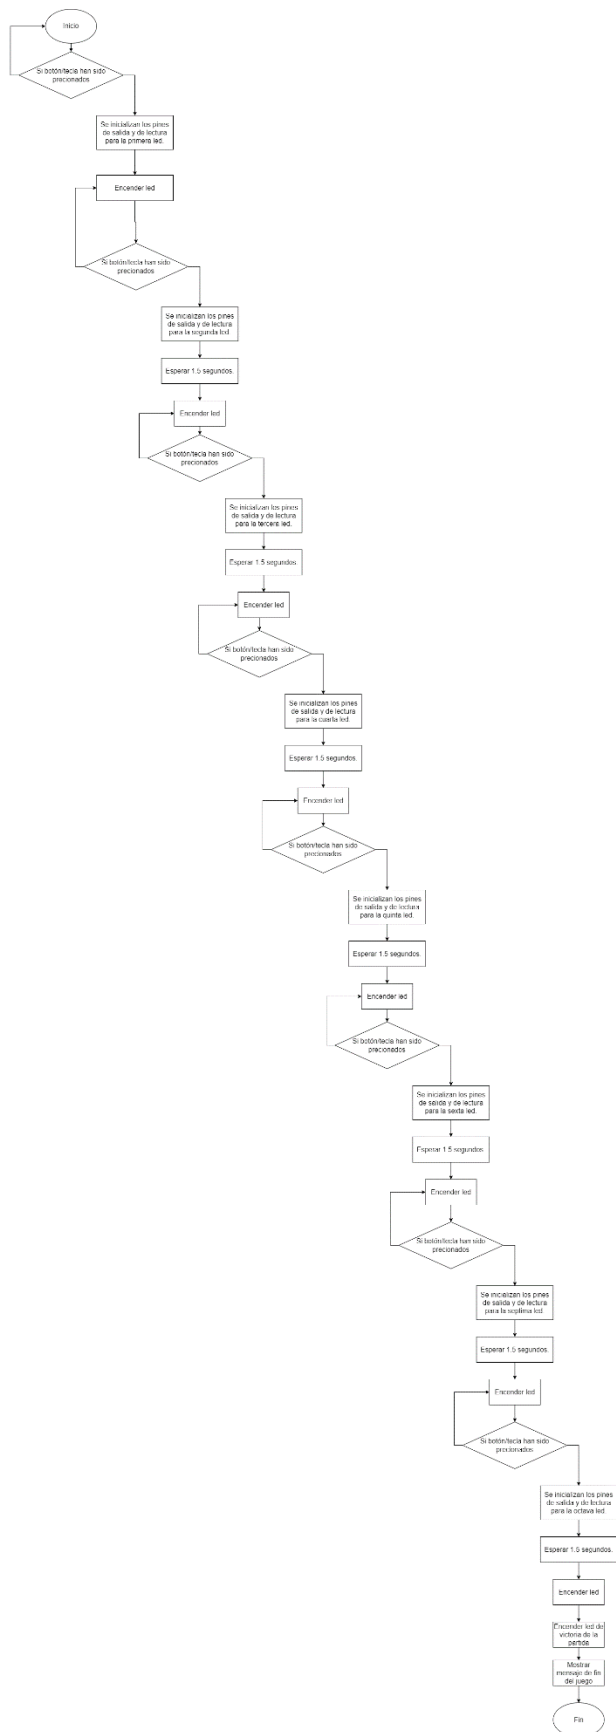 Inicio
Si botón/tecla han sido
precionados
Se inicializan los pines
de salida y de lectura
para la primera led.
Encender led
Si botón/tecla han sido
precionados
Se inicializan los pines
de salida y de lectura
para la segunda led
Esperar 1.5 segundos.
Encender led
Si botón/tecla han sido
precionados
Se inicializan los pines
de salida y de lectura
para la tercera led.
Esperar 1.5 segundos.
Encender led
Si botón/tecla han sido
precionados
Se inicializan los pines
de salida y de lectura
para la cuarta led.
Esperar 1.5 segundos.
Encender led
Si botón/tecla han sido
precionados
Se inicializan los pines
de salida y de lectura
para la quinta led.
Esperar 1.5 segundos.
Encender led
Si botón/tecla han sido
precionados
Se inicializan los pines
de salida y de lectura
para la sexta led.
Esperar 1.5 segundos
Encender led
Si botón/tecla han sido
precionados
Se inicializan los pines
de salida y de lectura
para la septima led
Esperar 1.5 segundos.
Encender led
Si botón/tecla han sido
precionados
Se inicializan los pines
de salida y de lectura
para la octava led
Esperar 1.5 segundos.
Encender led
Encender led de
victoria de la
partida
Mostrar
mensaje de fin
del juego
Fin